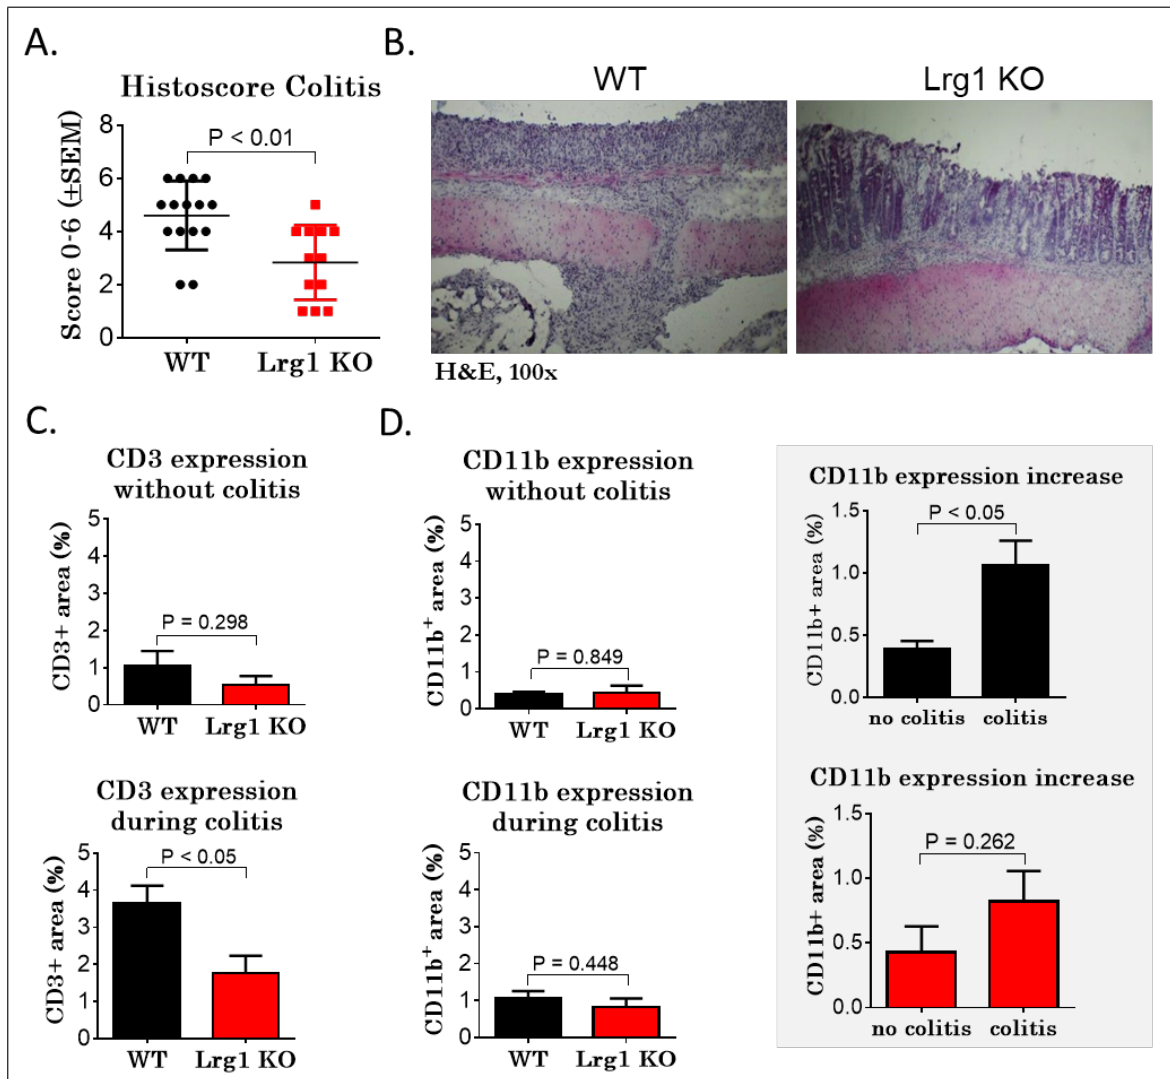 A.
Histoscore Colitis
Score 0-6 (±SEM)
8
6
4
2
0
P < 0.01
WT
Lrg1 KO
B.
WT
Lrg1 KO
H&E, 100x
C.
CD3 expression
without colitis
CD3+ area (%)
5
4
3
2
1
0
P = 0.298
WT
Lrg1 KO
CD3 expression
during colitis
CD3+ area (%)
5
4
3
2
1
0
P < 0.05
WT
Lrg1 KO
D.
CD11b expression
without colitis
CD11b⁺ area (%)
5
4
3
2
1
0
P = 0.849
WT
Lrg1 KO
CD11b expression
during colitis
CD11b⁺ area (%)
5
4
3
2
1
0
P = 0.448
WT
Lrg1 KO
CD11b expression increase
CD11b+ area (%)
1.5
1.0
0.5
0.0
P < 0.05
no colitis
colitis
CD11b expression increase
CD11b+ area (%)
1.5
1.0
0.5
0.0
P = 0.262
no colitis
colitis